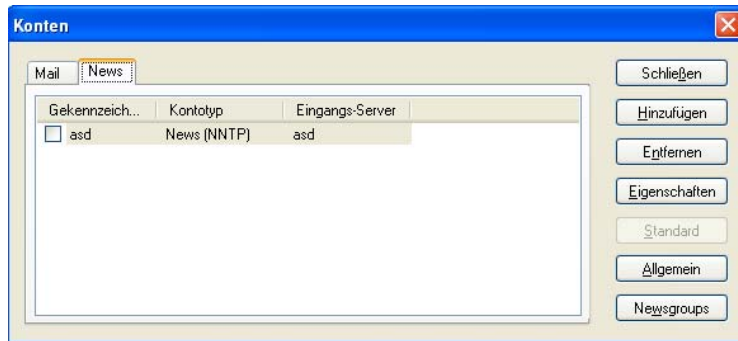 Konten
Mail News
Gekennzeich... Kontotyp Eingangs-Server
asd News (NNTP) asd
Schließen
Hinzufügen
Entfernen
Eigenschaften
Standard
Allgemein
Newsgroups